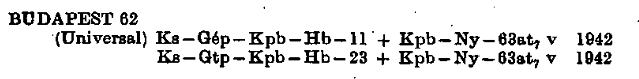 BUDAPEST 62
(Universal) Ks–Gép–Kpb–Hb–11 + Kpb–Ny–63at, v 1942
Ks–Gtp–Kpb–Hb–23 + Kpb–Ny–63at, v 1942